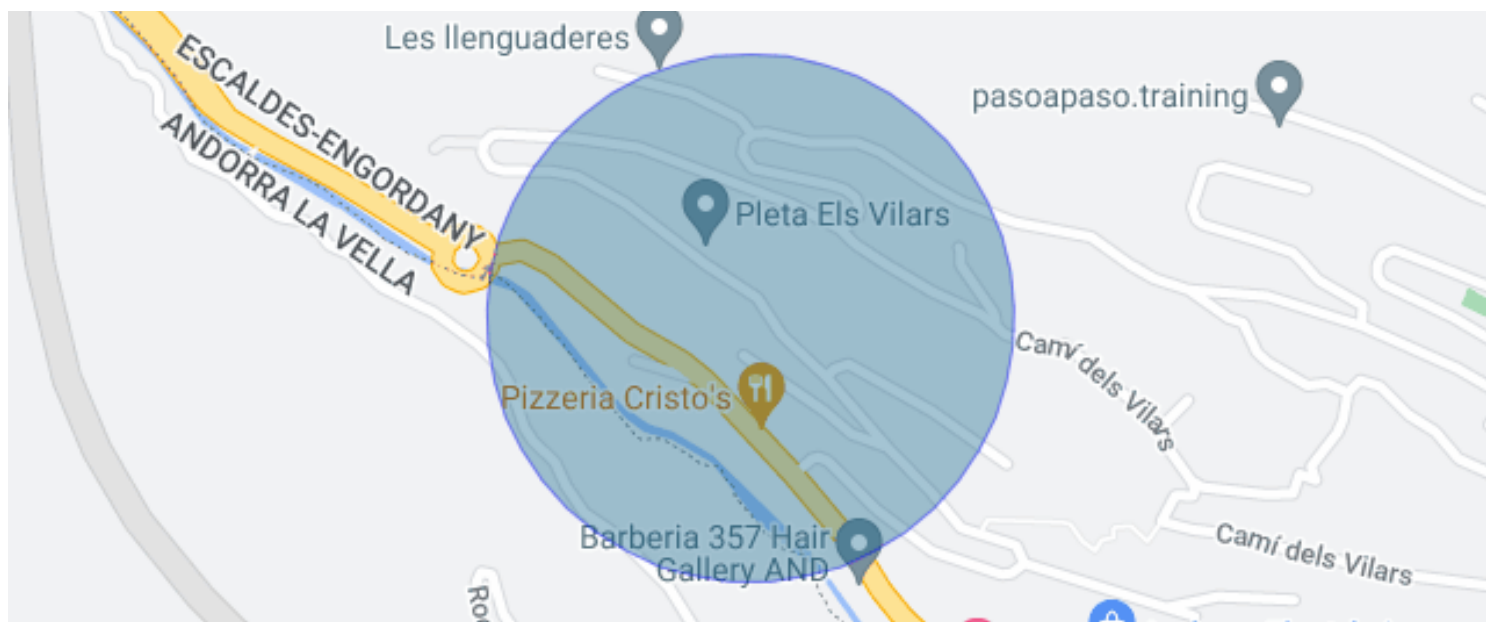 Les llenguaderes
pasoapaso.training
ESCALDES-ENGORDANY
ANDORRA LA VELLA
Pleta Els Vilars
Camí dels Vilars
Pizzeria Cristo's
Barberia 357 Hair
Gallery AND
Camí dels Vilars